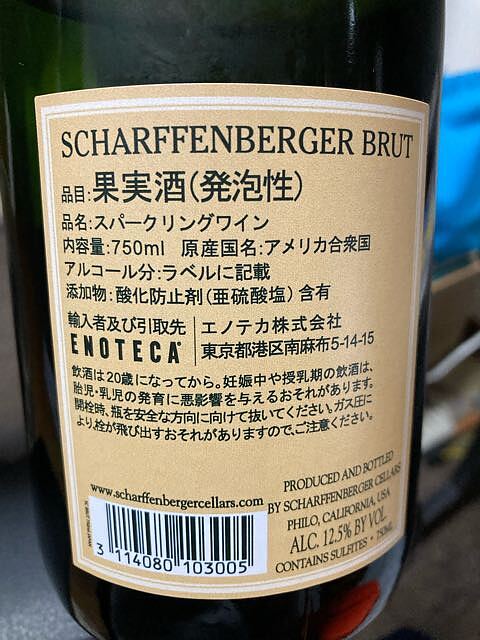 SCHARFFENBERGER BRUT
品目:果実酒(発泡性)
品名:スパークリングワイン
内容量:750ml 原産国名:アメリカ合衆国
アルコール分:ラベルに記載
添加物:酸化防止剤(亜硫酸塩)含有
輸入者及び引取先
ENOTECA
エノテカ株式会社
東京都港区南麻布5-14-15
飲酒は20歳になってから。妊娠中や授乳期の飲酒は、
胎児・乳児の発育に悪影響を与えるおそれがあります。
開栓時、瓶を安全な方向に向けて抜いてください。ガス圧に
より、栓が飛び出すおそれがありますので、ご注意ください。
www.scharffenbergercellars.com
3 114080 103005
PRODUCED AND BOTTLED
BY SCHARFFENBERGER CELLARS
PHILO, CALIFORNIA, USA
ALC. 12.5% BY VOL.
CONTAINS SULFITES • 750ML